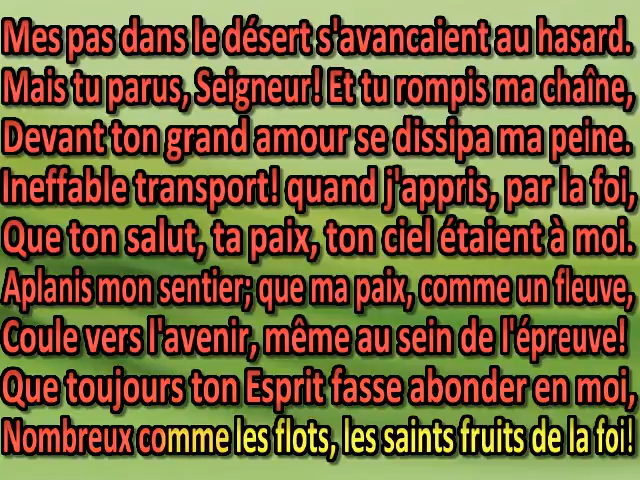 Mes pas dans le désert s'avancaient au hasard.
Mais tu parus, Seigneur! Et tu rompis ma chaîne,
Devant ton grand amour se dissipa ma peine.
Ineffable transport! quand j'appris, par la foi,
Que ton salut, ta paix, ton ciel étaient à moi.
Aplanis mon sentier; que ma paix, comme un fleuve,
Coule vers l'avenir, même au sein de l'épreuve!
Que toujours ton Esprit fasse abonder en moi,
Nombreux comme les flots, les saints fruits de la foi!